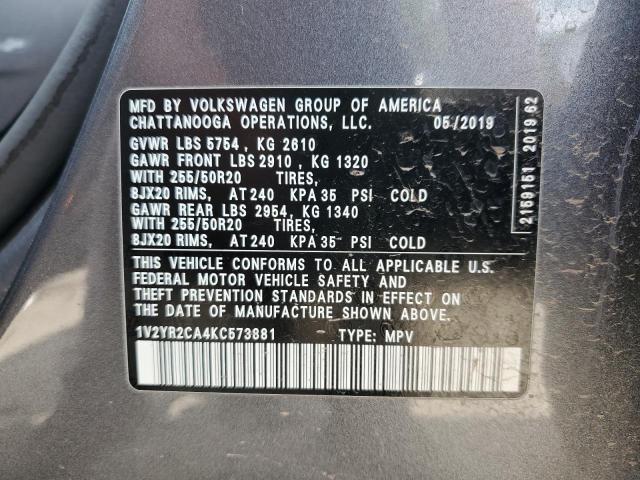 MFD BY VOLKSWAGEN GROUP OF AMERICA
CHATTANOOGA OPERATIONS, LLC. 05/2019
GVWR LBS 5754 , KG 2610
GAWR FRONT LBS 2910 , KG 1320
WITH 255/50R20 TIRES,
8JX20 RIMS, AT 240 KPA 35 PSI COLD
GAWR REAR LBS 2954, KG 1340
WITH 255/50R20 TIRES,
8JX20 RIMS, AT 240 KPA 35 PSI COLD
THIS VEHICLE CONFORMS TO ALL APPLICABLE U.S.
FEDERAL MOTOR VEHICLE SAFETY AND
THEFT PREVENTION STANDARDS IN EFFECT ON
THE DATE OF MANUFACTURE SHOWN ABOVE.
1V2YR2CA4KC573881 TYPE: MPV
2159151 2019 62